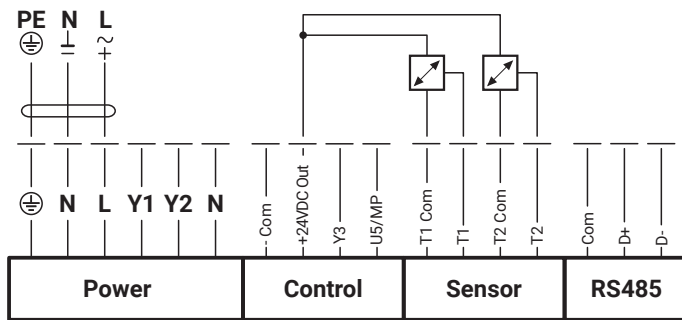 PE N L
N L Y1 Y2 N
- Com
+24VDC Out -
Y3
U5/MP
T1 Com
T1
T2 Com
T2
Com
D+
D-
Power Control Sensor RS485